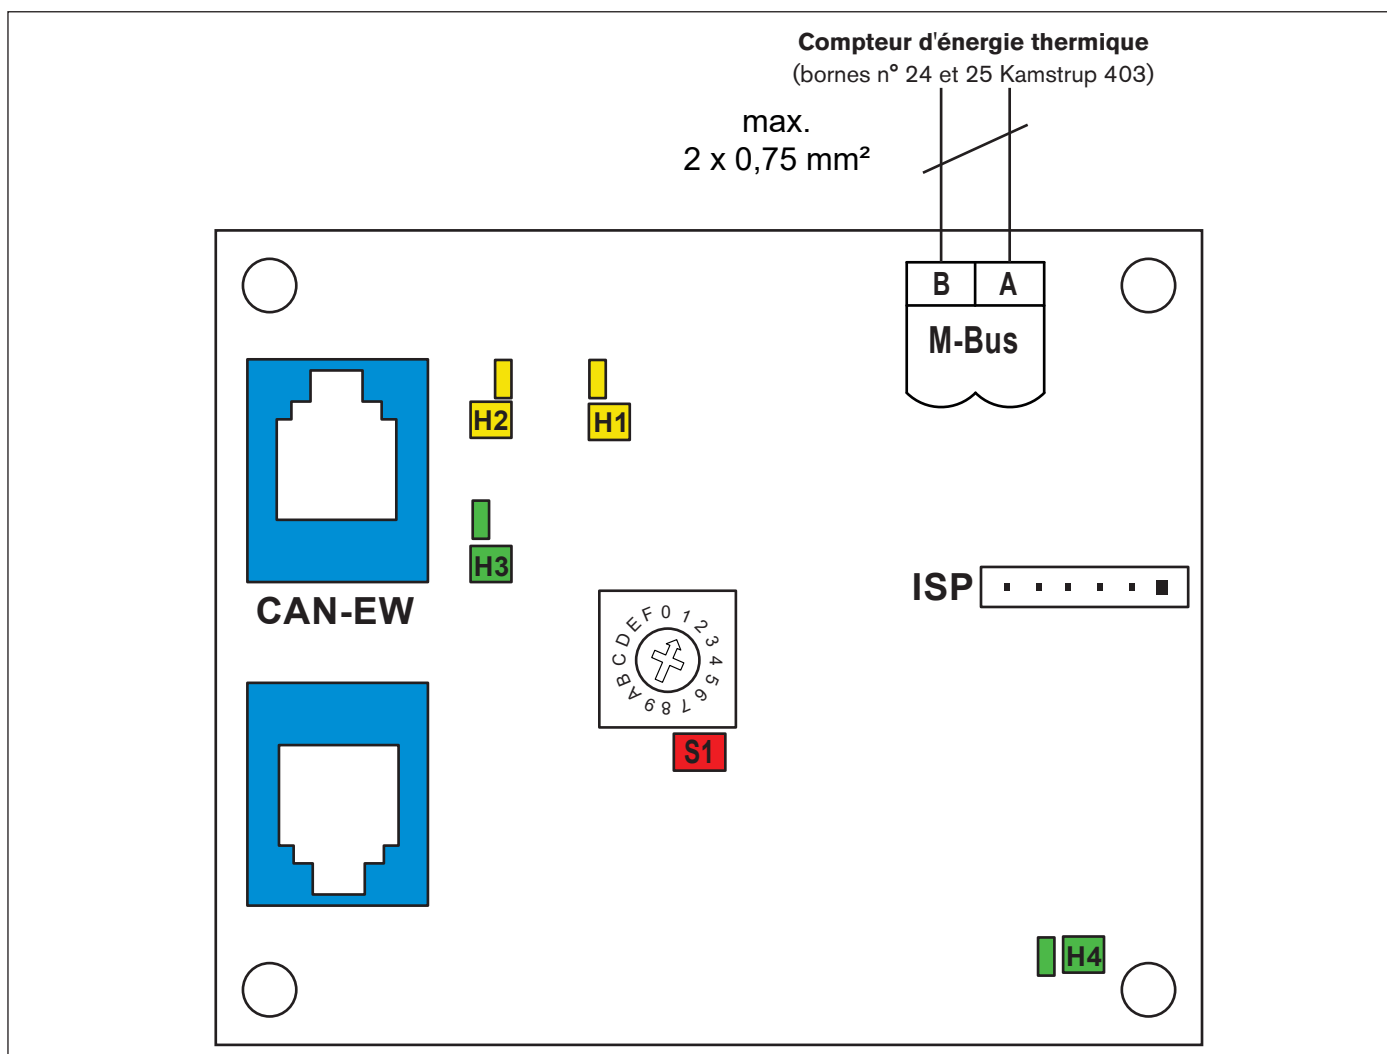 Compteur d'énergie thermique
(bornes n° 24 et 25 Kamstrup 403)
max.
2 x 0,75 mm²
B A
M-Bus
H2 H1
H3
CAN-EW
ISP
0 1 2 3 4 5 6 7 8 9 A B C D E F
S1
H4